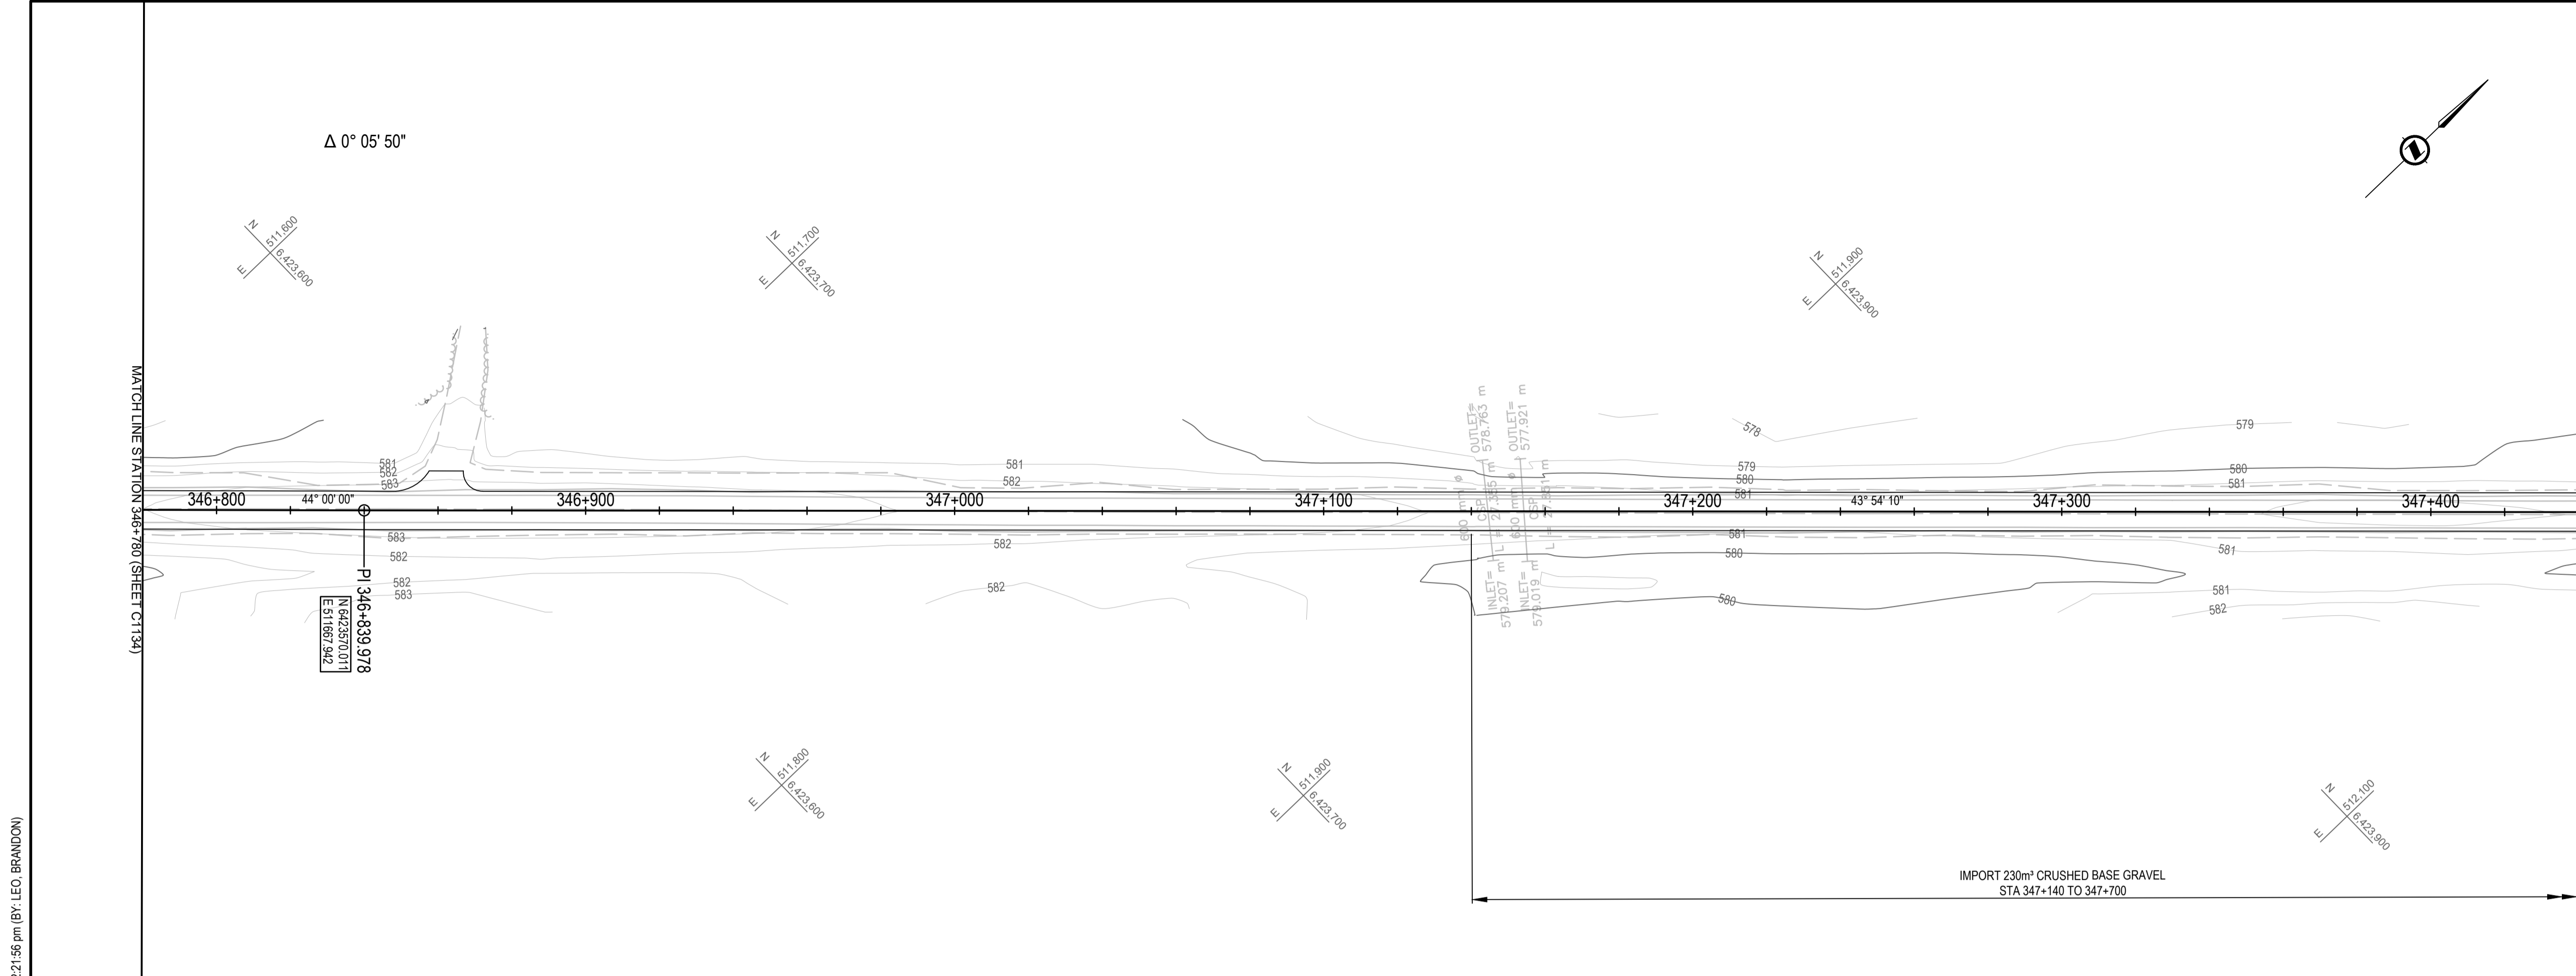 Δ 0° 05' 50"
N
511,600
6,423,600
E
N
511,700
6,423,700
E
N
511,900
6,423,900
E
MATCH LINE STATION 346+780 (SHEET C1134)
581
582
583
581
582
OUTLET=
578.763 m
OUTLET=
577.921 m
578
579
580
581
579
580
581
346+800
44° 00' 00"
346+900
347+000
347+100
347+200
43° 54' 10"
347+300
347+400
600 mm ø
CSP
600 mm ø
CSP
INLET=
579.207 m
INLET=
579.019 m
583
582
582
583
582
582
581
580
580
581
581
582
PI 346+839.978
N 6423570.011
E 511667.942
N
511,800
6,423,600
E
N
511,900
6,423,700
E
N
512,100
6,423,900
E
IMPORT 230m³ CRUSHED BASE GRAVEL
STA 347+140 TO 347+700
:21:56 pm (BY: LEO, BRANDON)